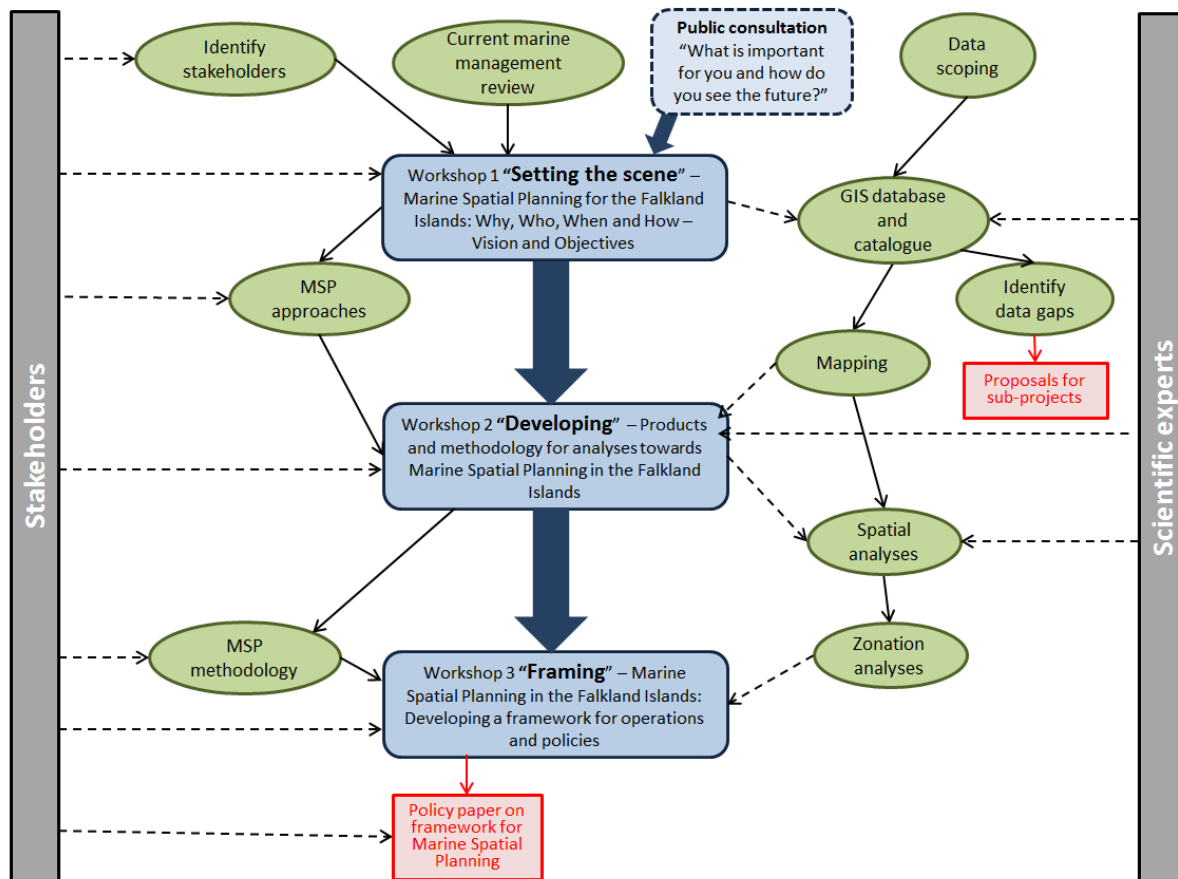 Stakeholders
Identify
stakeholders
Current marine
management
review
Public consultation
“What is important
for you and how do
you see the future?”
Data
scoping
Workshop 1 “Setting the scene” –
Marine Spatial Planning for the Falkland
Islands: Why, Who, When and How –
Vision and Objectives
GIS database
and
catalogue
MSP
approaches
Identify
data gaps
Mapping
Proposals for
sub-projects
Workshop 2 “Developing” – Products
and methodology for analyses towards
Marine Spatial Planning in the Falkland
Islands
Spatial
analyses
MSP
methodology
Zonation
analyses
Workshop 3 “Framing” – Marine
Spatial Planning in the Falkland Islands:
Developing a framework for operations
and policies
Policy paper on
framework for
Marine Spatial
Planning
Scientific experts